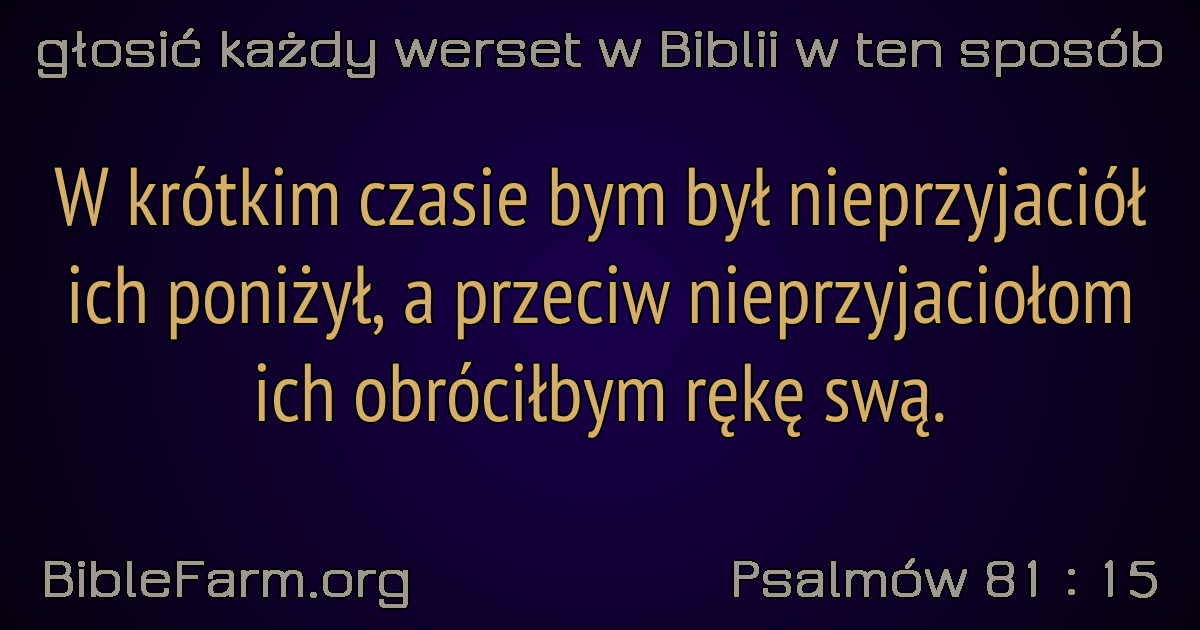 głosić każdy werset w Biblii w ten sposób
W krótkim czasie bym był nieprzyjaciół
ich poniżył, a przeciw nieprzyjaciołom
ich obróciłbym rękę swą.
BibleFarm.org
Psalmów 81 : 15